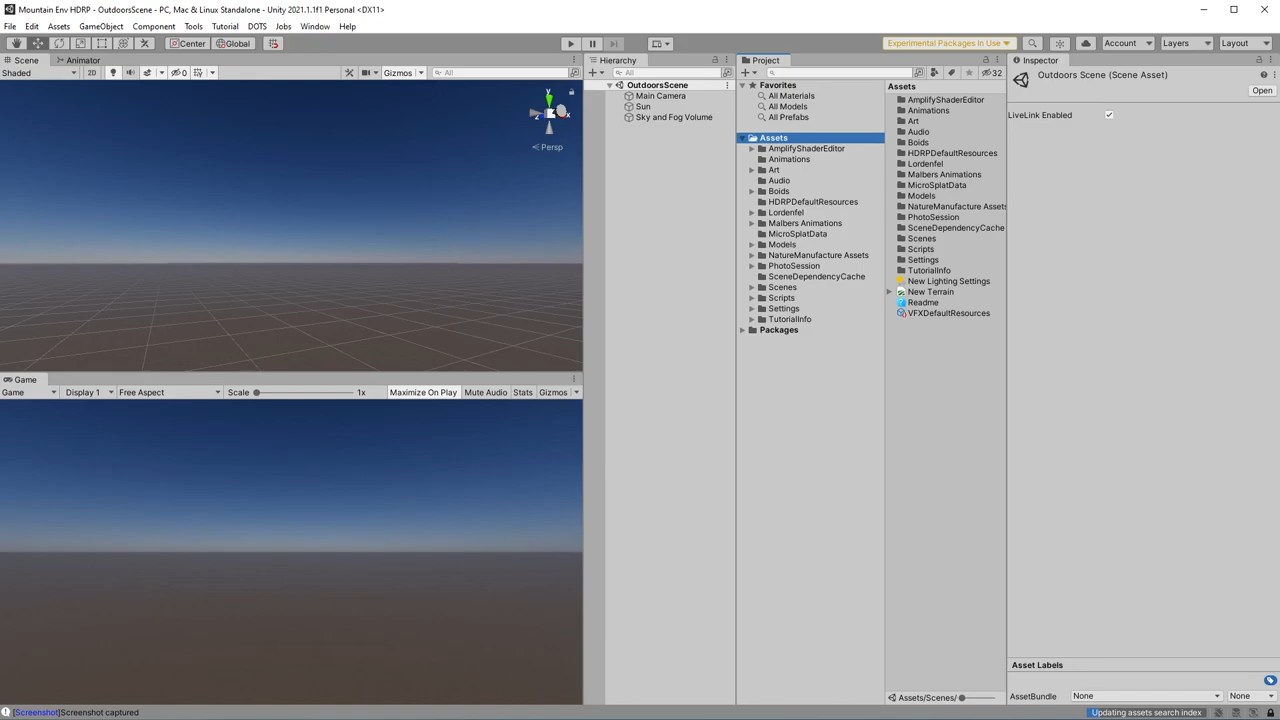 Mountain Env HDRP - OutdoorsScene - PC, Mac & Linux Standalone - Unity 2021.1.1f1 Personal <DX11>
File Edit Assets GameObject Component Tools Tutorial DOTS Jobs Window Help
Center Global Experimental Packages In Use Account Layers Layout
Scene Animator
Shaded 2D 0 Gizmos All
y
x
z
Persp
Game
Game Display 1 Free Aspect Scale 1x Maximize On Play Mute Audio Stats Gizmos
Hierarchy
All
OutdoorsScene
Main Camera
Sun
Sky and Fog Volume
Project
32
Favorites
All Materials
All Models
All Prefabs
Assets
AmplifyShaderEditor
Animations
Art
Audio
Boids
HDRPDefaultResources
Lordenfel
Malbers Animations
MicroSplatData
Models
NatureManufacture Assets
PhotoSession
SceneDependencyCache
Scenes
Scripts
Settings
TutorialInfo
Packages
Assets
AmplifyShaderEditor
Animations
Art
Audio
Boids
HDRPDefaultResources
Lordenfel
Malbers Animations
MicroSplatData
Models
NatureManufacture Assets
PhotoSession
SceneDependencyCache
Scenes
Scripts
Settings
TutorialInfo
New Lighting Settings
New Terrain
Readme
VFXDefaultResources
Assets/Scenes/
Inspector
Outdoors Scene (Scene Asset)
Open
LiveLink Enabled
Asset Labels
AssetBundle None None
[Screenshot]Screenshot captured
Updating assets search index